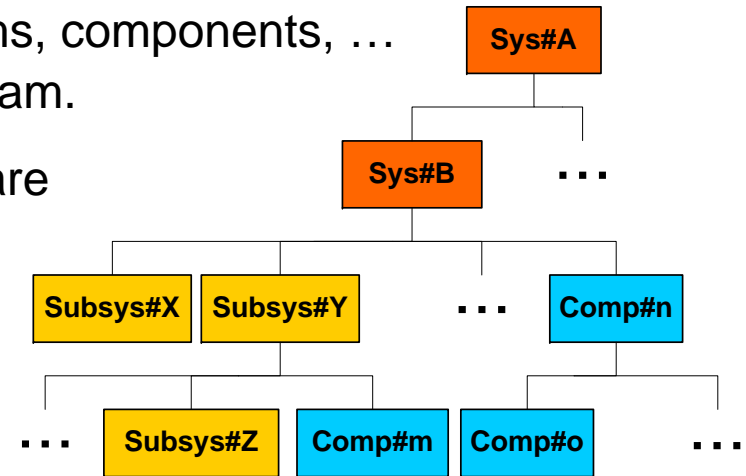 ns, components, …
am.
are
Sys#A
Sys#B
…
Subsys#X
Subsys#Y
…
Comp#n
…
Subsys#Z
Comp#m
Comp#o
…